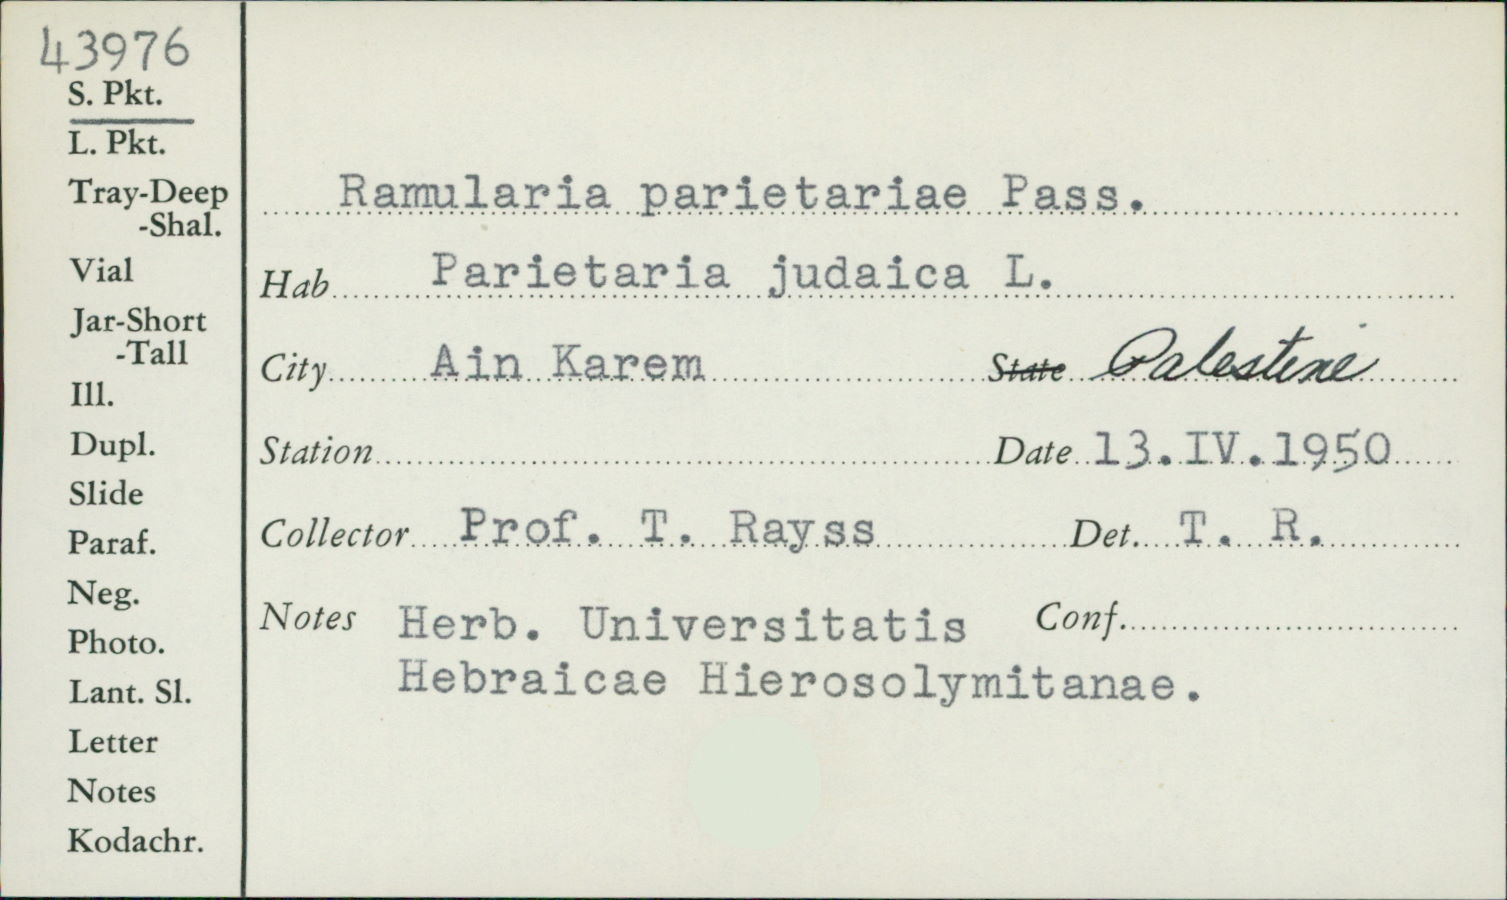 43976
S. Pkt.
L. Pkt.
Tray-Deep
-Shal.
Vial
Jar-Short
-Tall
Ill.
Dupl.
Slide
Paraf.
Neg.
Photo.
Lant. Sl.
Letter
Notes
Kodachr.
Ramularia parietariae Pass.
Hab Parietaria judaica L.
City Ain Karem State Palestine
Station Date 13.IV.1950
Collector Prof. T. Rayss Det. T. R.
Notes Herb. Universitatis Conf.
Hebraicae Hierosolymitanae.